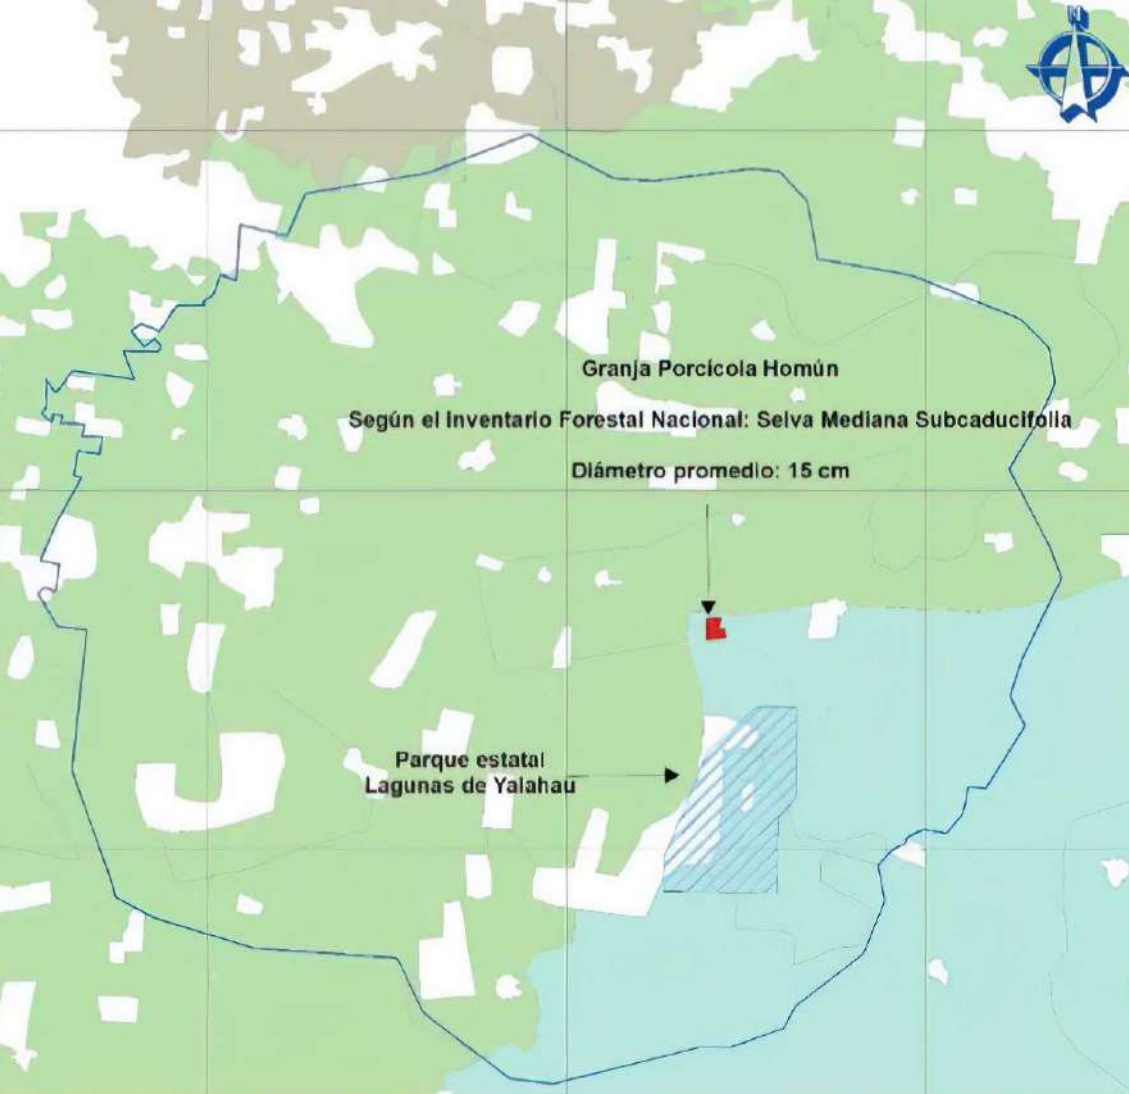 N
Granja Porcícola Homún
Según el Inventario Forestal Nacional: Selva Mediana Subcaducifolia
Diámetro promedio: 15 cm
Parque estatal
Lagunas de Yalahau